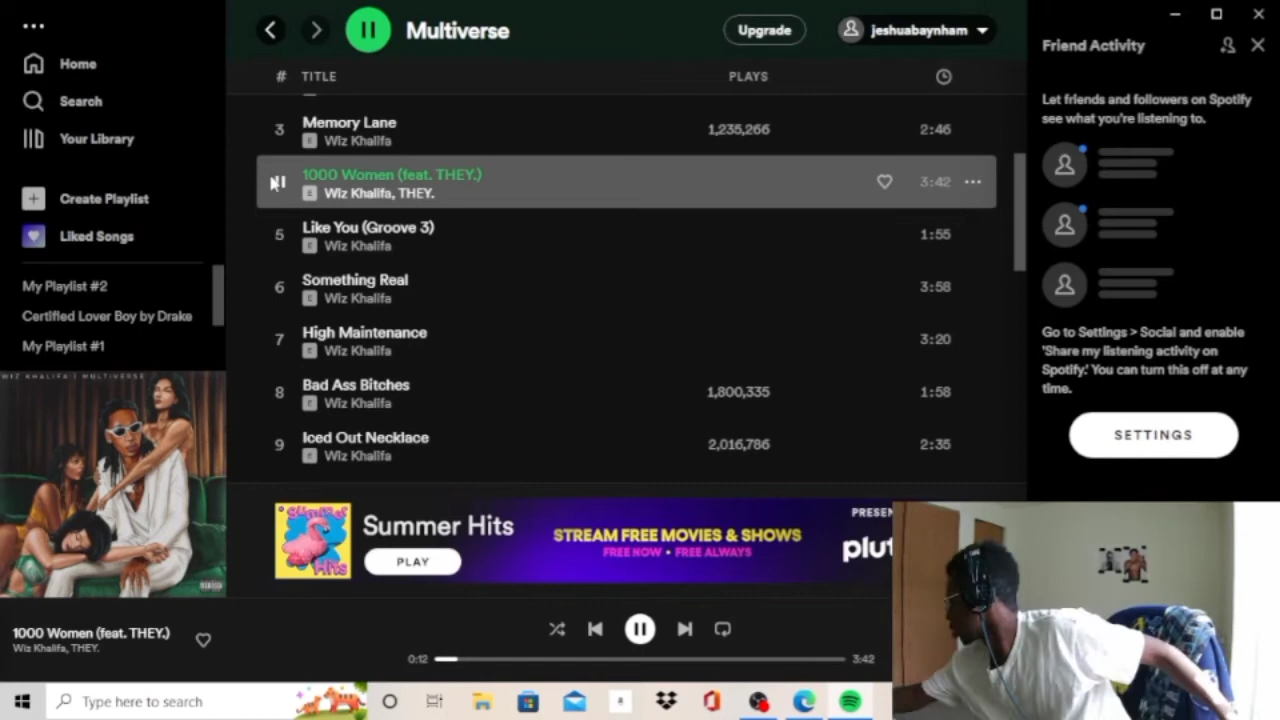 Multiverse
Upgrade
jeshuabaynham
Home
Search
Your Library
Create Playlist
Liked Songs
My Playlist #2
Certified Lover Boy by Drake
My Playlist #1
WIZ KHALIFA | MULTIVERSE
# TITLE PLAYS
3 Memory Lane 1,235,266 2:46
E Wiz Khalifa
1000 Women (feat. THEY.) 3:42
E Wiz Khalifa, THEY.
5 Like You (Groove 3) 1:55
E Wiz Khalifa
6 Something Real 3:58
E Wiz Khalifa
7 High Maintenance 3:20
E Wiz Khalifa
8 Bad Ass Bitches 1,800,335 1:58
E Wiz Khalifa
9 Iced Out Necklace 2,016,786 2:35
E Wiz Khalifa
Friend Activity
Let friends and followers on Spotify
see what you're listening to.
Go to Settings > Social and enable
'Share my listening activity on
Spotify.' You can turn this off at any
time.
SETTINGS
Summer
Hits
Summer Hits
PLAY
STREAM FREE MOVIES & SHOWS
FREE NOW • FREE ALWAYS
PRESEN
plut
1000 Women (feat. THEY.)
Wiz Khalifa, THEY.
0:12 3:42
Type here to search